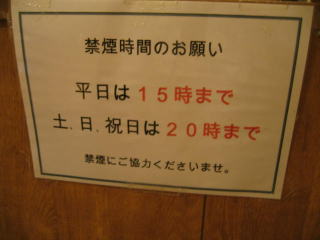 禁煙時間のお願い
平日は15時まで
土、日、祝日は20時まで
禁煙にご協力くださいませ。